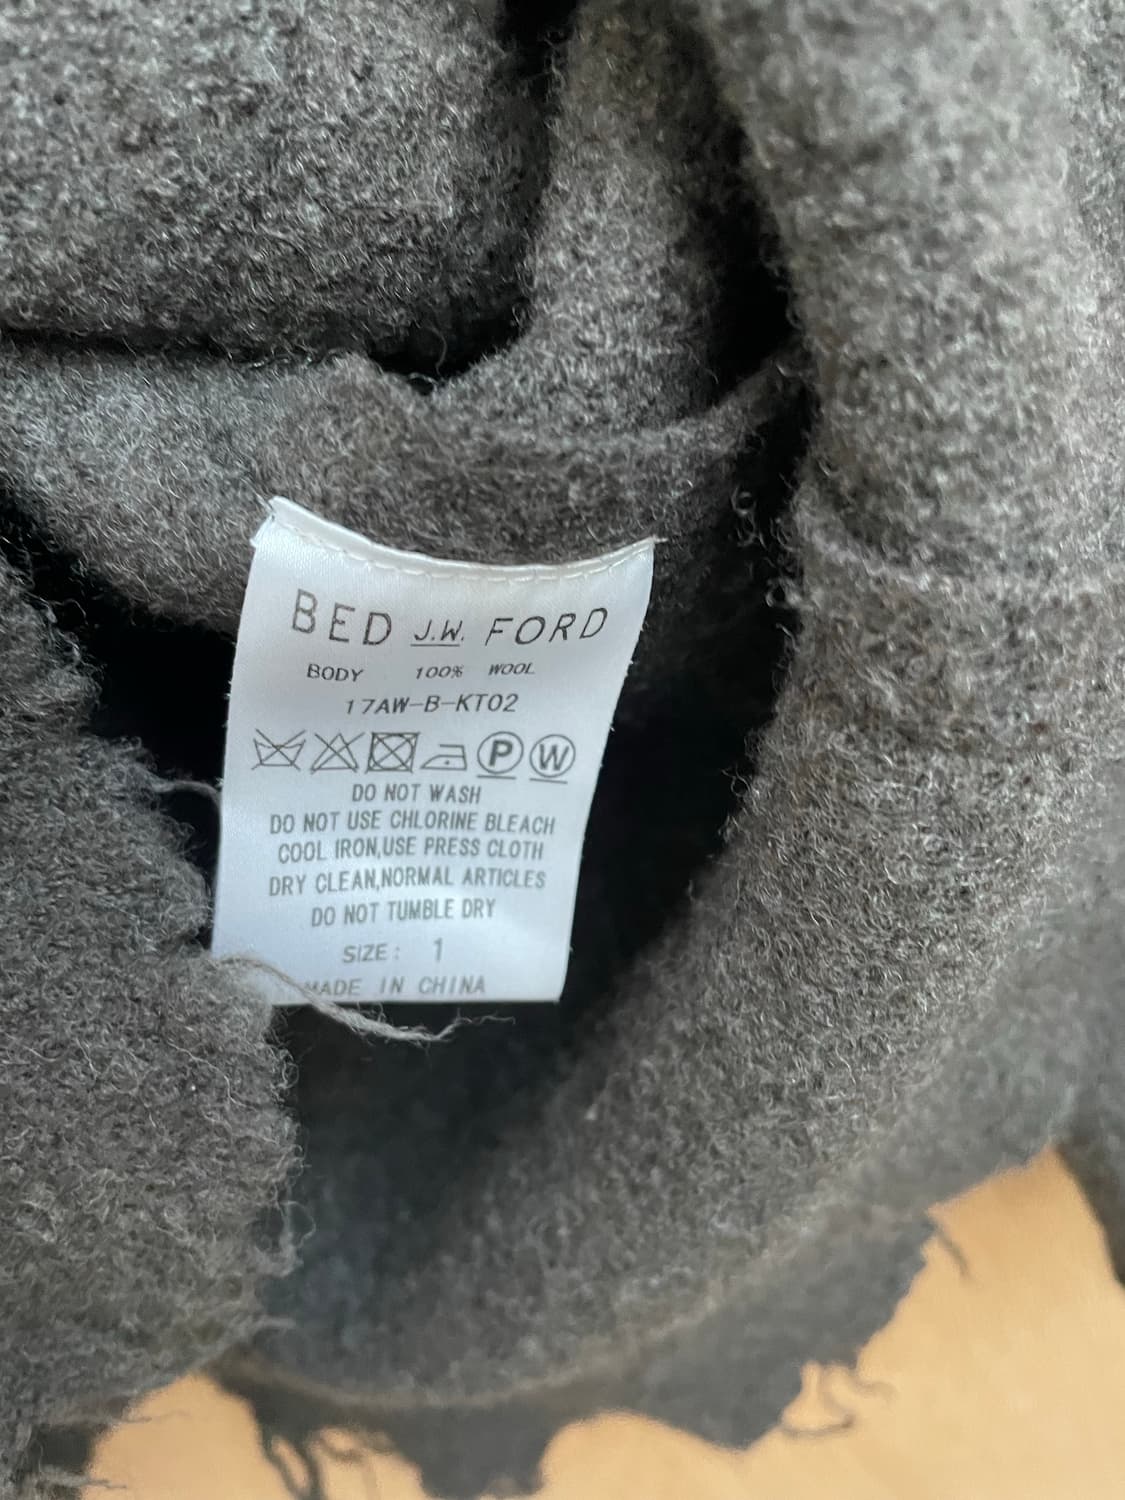 BED J.W. FORD
BODY 100% WOOL
17AW-B-KT02
P W
DO NOT WASH
DO NOT USE CHLORINE BLEACH
COOL IRON,USE PRESS CLOTH
DRY CLEAN,NORMAL ARTICLES
DO NOT TUMBLE DRY
SIZE: 1
MADE IN CHINA